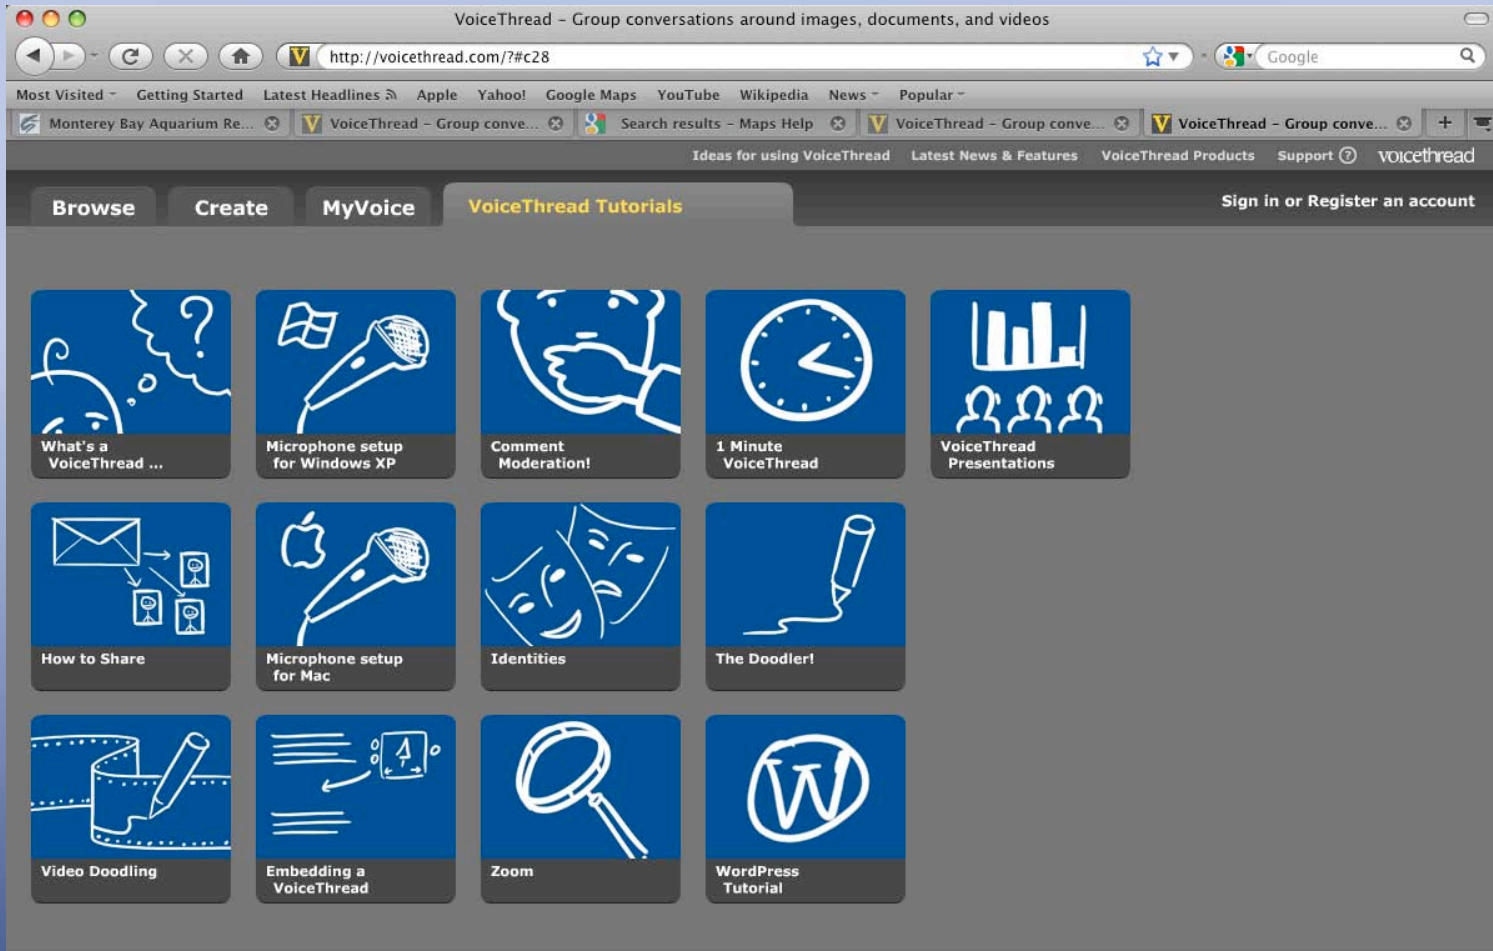 VoiceThread – Group conversations around images, documents, and videos
http://voicethread.com/?#c28
Google
Most Visited Getting Started Latest Headlines Apple Yahoo! Google Maps YouTube Wikipedia News Popular
Monterey Bay Aquarium Re... VoiceThread – Group conve... Search results – Maps Help VoiceThread – Group conve... VoiceThread – Group conve... +
Ideas for using VoiceThread Latest News & Features VoiceThread Products Support ? voicethread
Browse Create MyVoice VoiceThread Tutorials Sign in or Register an account
What's a
VoiceThread ...
Microphone setup
for Windows XP
Comment
Moderation!
1 Minute
VoiceThread
VoiceThread
Presentations
How to Share
Microphone setup
for Mac
Identities
The Doodler!
Video Doodling
Embedding a
VoiceThread
Zoom
WordPress
Tutorial